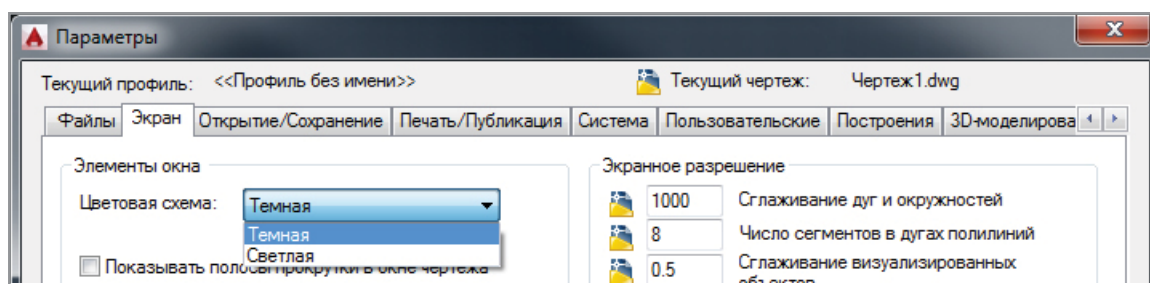 Параметры
Текущий профиль: <<Профиль без имени>> Текущий чертеж: Чертеж1.dwg
Файлы Экран Открытие/Сохранение Печать/Публикация Система Пользовательские Построения 3D-моделирова
Элементы окна
Цветовая схема: Темная
Темная
Светлая
Показывать полосы прокрутки в окне чертежа
Экранное разрешение
1000 Сглаживание дуг и окружностей
8 Число сегментов в дугах полилиний
0.5 Сглаживание визуализированных
объектов